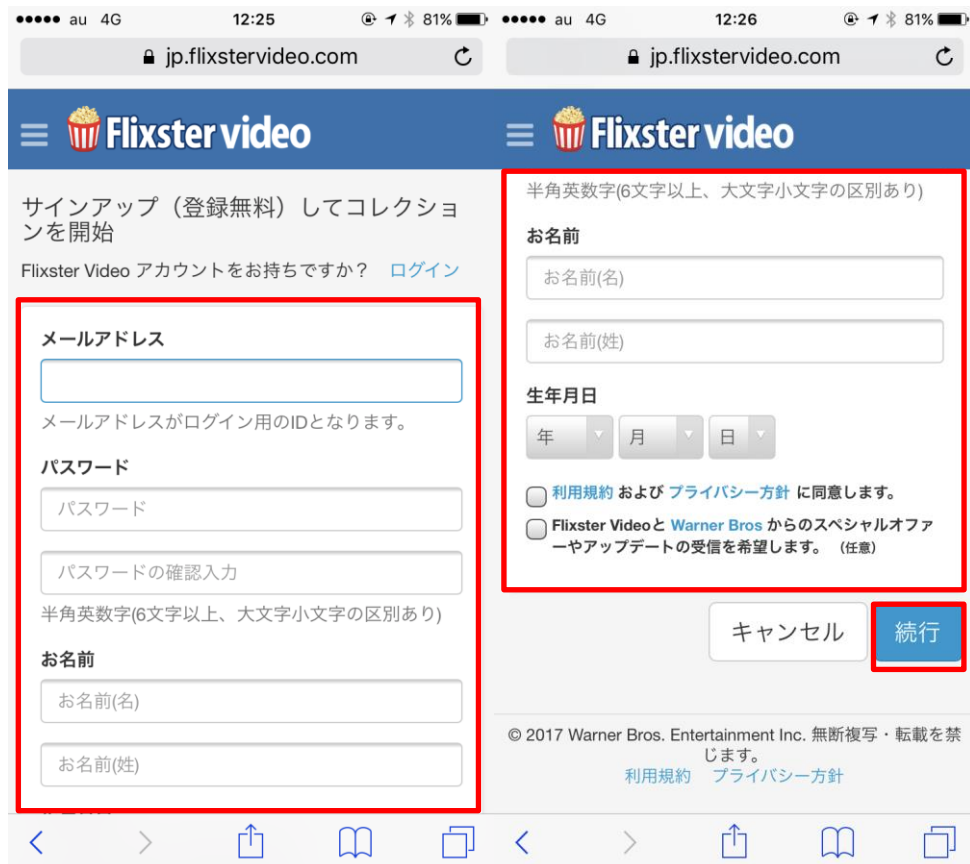 au 4G 12:25 81%
jp.flixstervideo.com
Flixster video
サインアップ（登録無料）してコレクショ
ンを開始
Flixster Video アカウントをお持ちですか？ ログイン
メールアドレス
メールアドレスがログイン用のIDとなります。
パスワード
パスワード
パスワードの確認入力
半角英数字(6文字以上、大文字小文字の区別あり)
お名前
お名前(名)
お名前(姓)
au 4G 12:26 81%
jp.flixstervideo.com
Flixster video
半角英数字(6文字以上、大文字小文字の区別あり)
お名前
お名前(名)
お名前(姓)
生年月日
年 月 日
利用規約 および プライバシー方針 に同意します。
Flixster Videoと Warner Bros からのスペシャルオファ
ーやアップデートの受信を希望します。 （任意）
キャンセル 続行
© 2017 Warner Bros. Entertainment Inc. 無断複写・転載を禁
じます。
利用規約 プライバシー方針